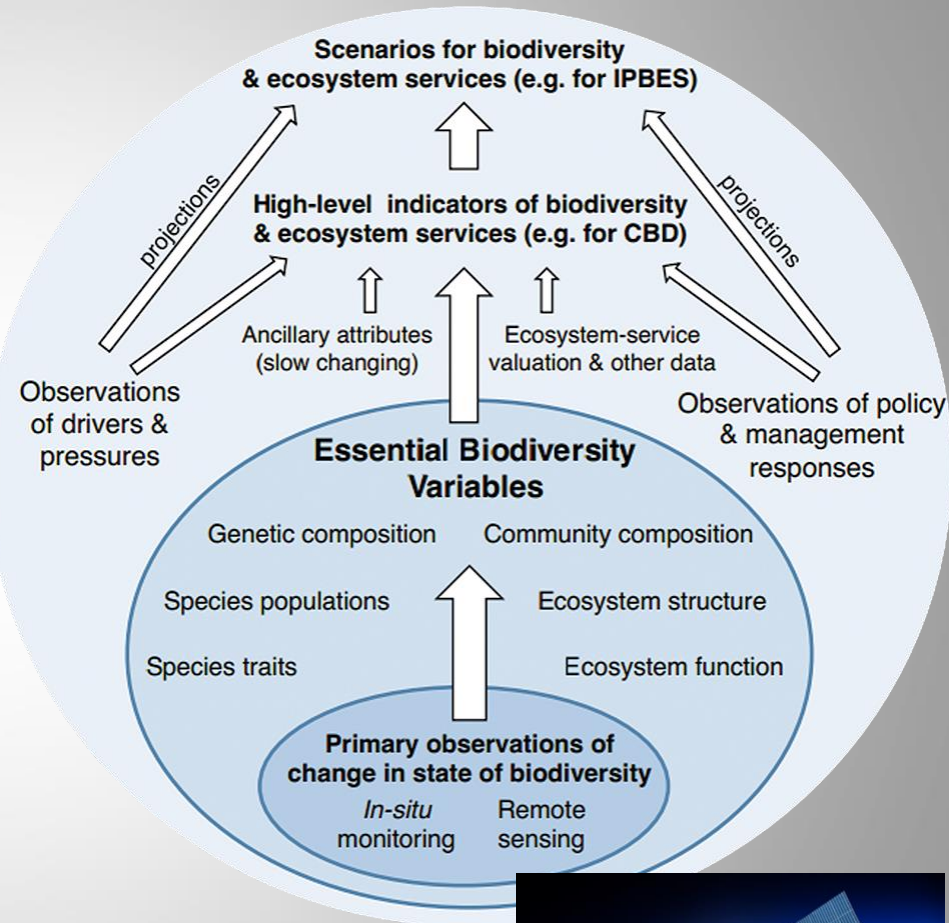 Scenarios for biodiversity
& ecosystem services (e.g. for IPBES)
projections
projections
High-level indicators of biodiversity
& ecosystem services (e.g. for CBD)
Ancillary attributes
(slow changing)
Ecosystem-service
valuation & other data
Observations
of drivers &
pressures
Observations of policy
& management
responses
Essential Biodiversity
Variables
Genetic composition
Community composition
Species populations
Ecosystem structure
Species traits
Ecosystem function
Primary observations of
change in state of biodiversity
In-situ
monitoring
Remote
sensing